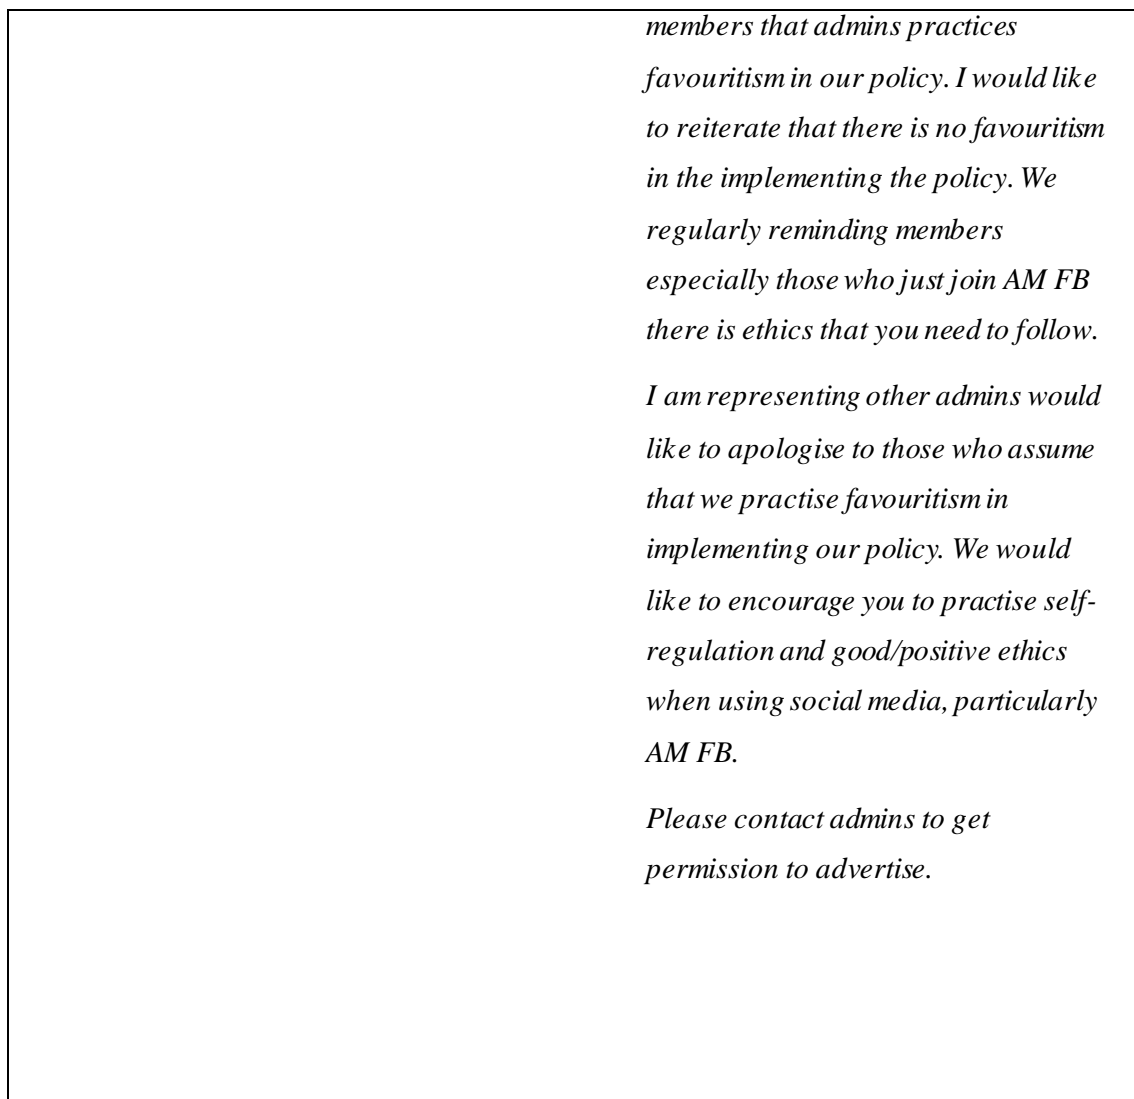 members that admins practices
favouritism in our policy. I would like
to reiterate that there is no favouritism
in the implementing the policy. We
regularly reminding members
especially those who just join AM FB
there is ethics that you need to follow.
I am representing other admins would
like to apologise to those who assume
that we practise favouritism in
implementing our policy. We would
like to encourage you to practise self-
regulation and good/positive ethics
when using social media, particularly
AM FB.
Please contact admins to get
permission to advertise.